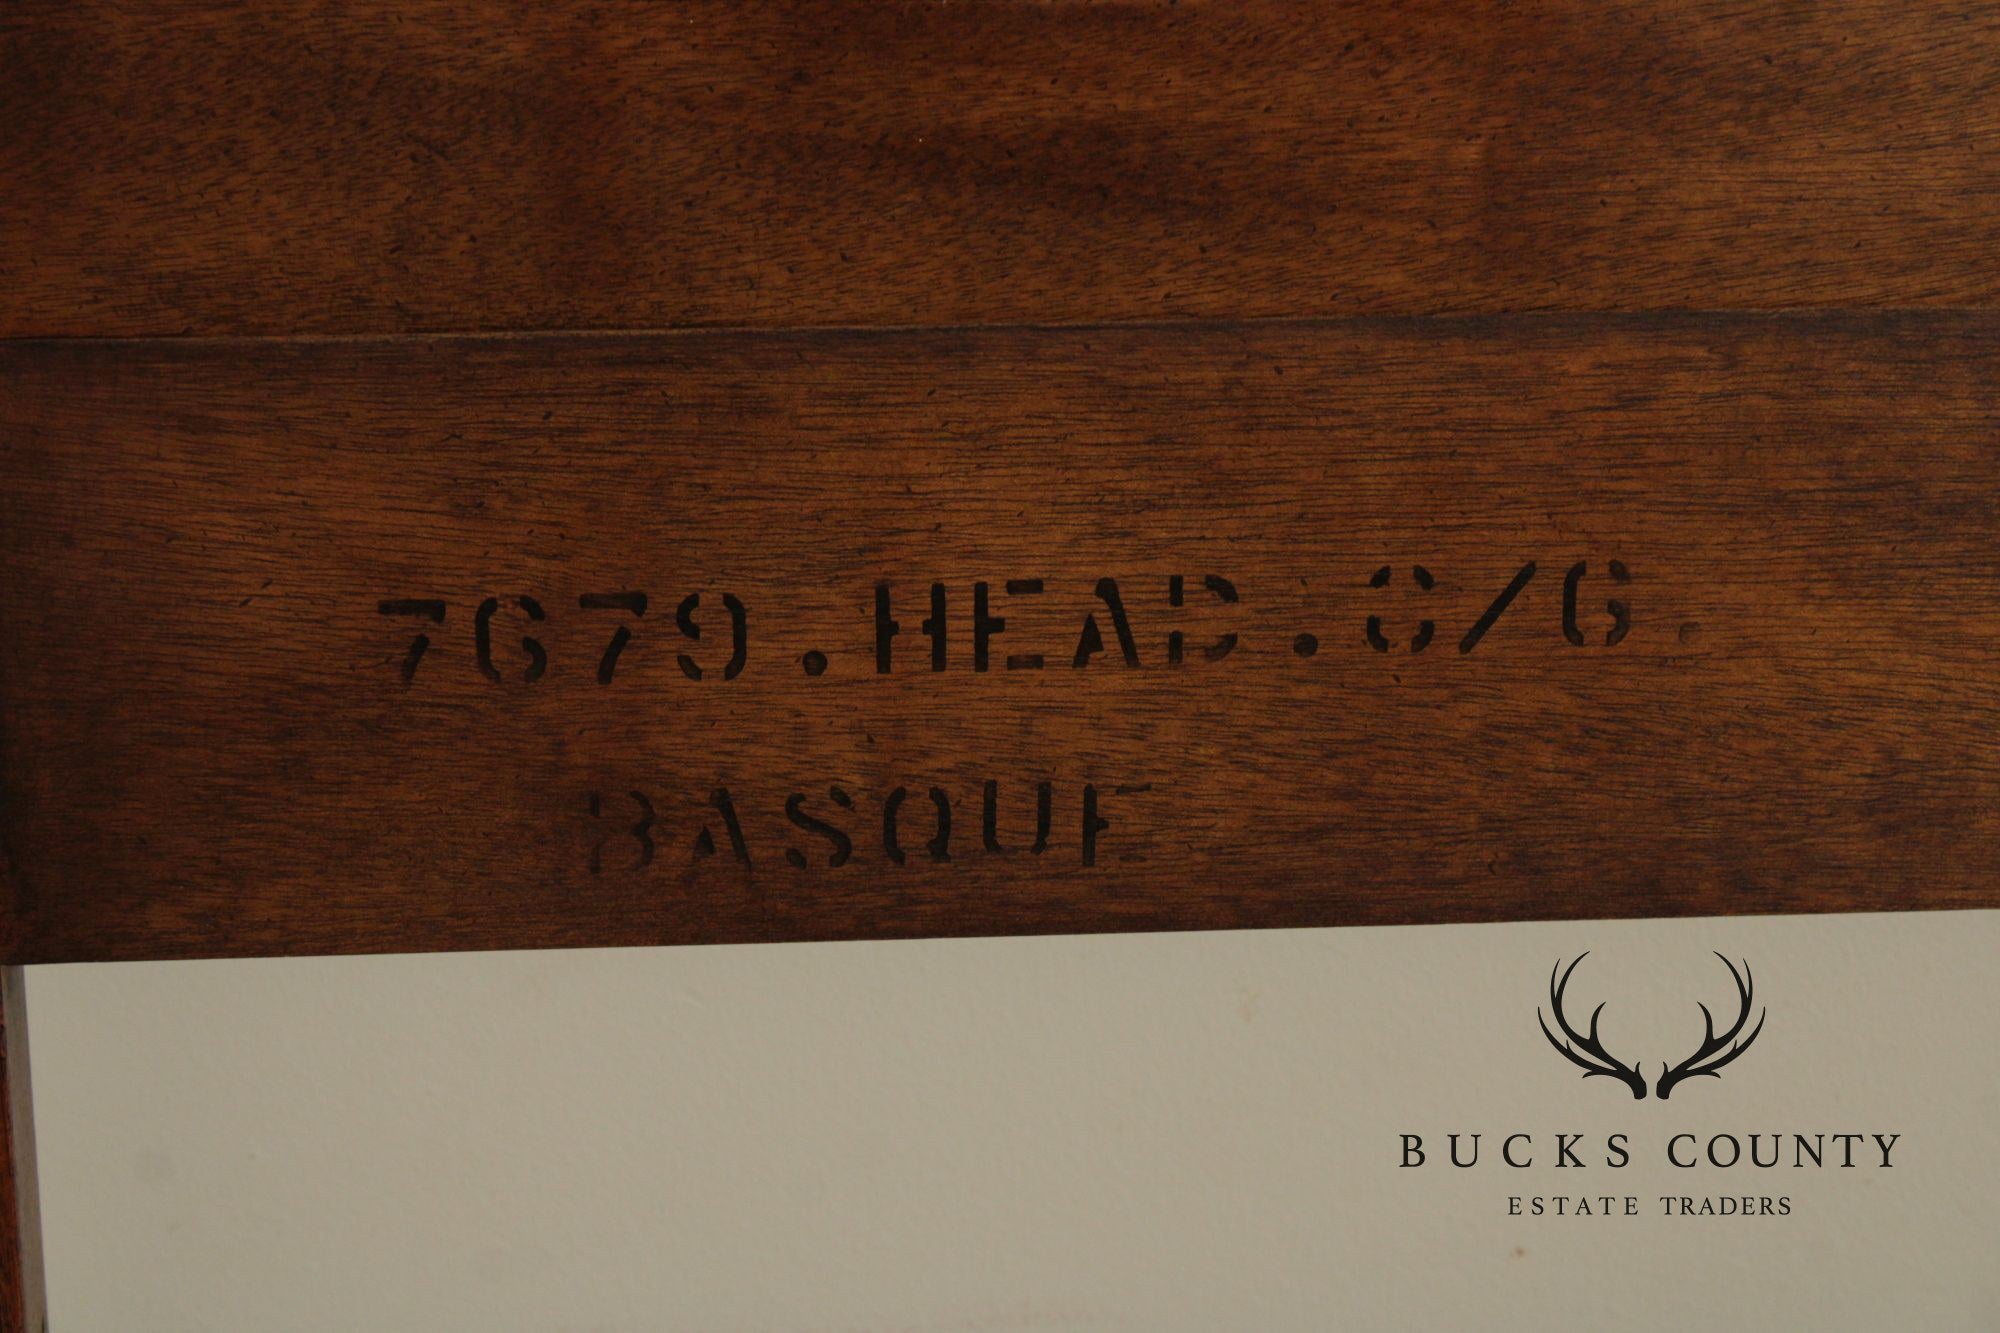 7679.HEAD.6/6.
BASQUE
BUCKS COUNTY
ESTATE TRADERS